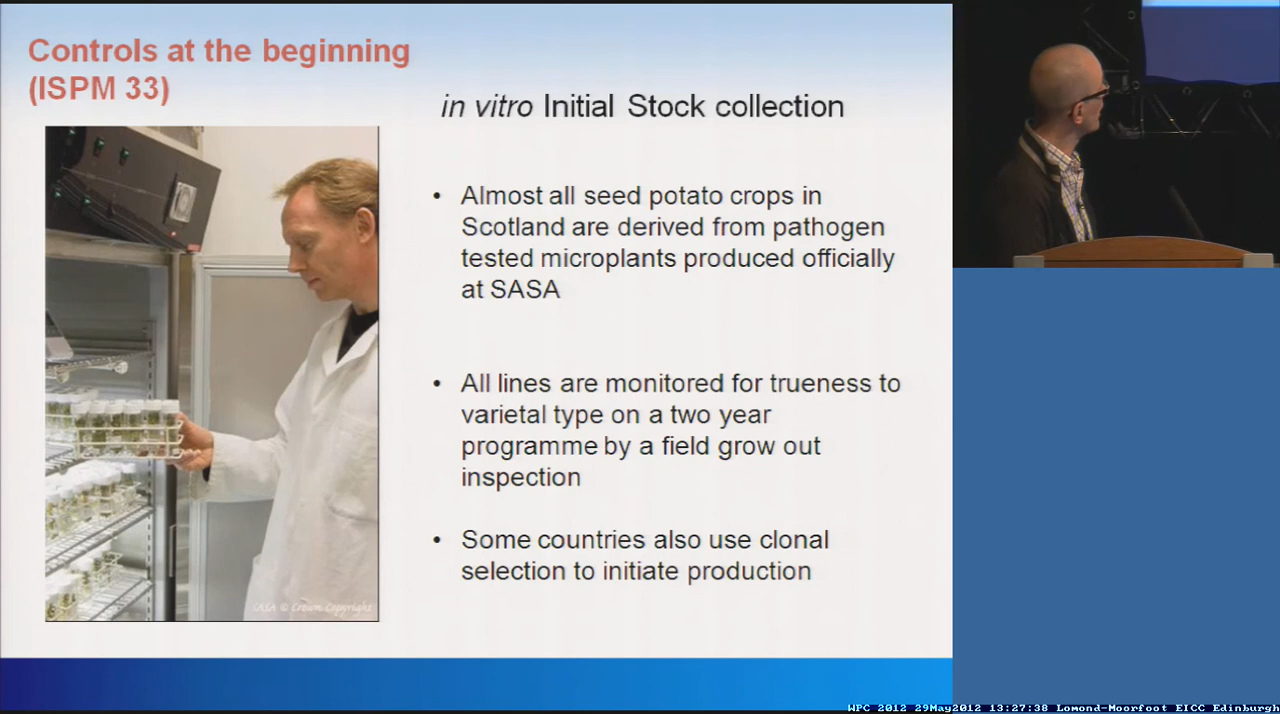 Controls at the beginning
(ISPM 33)
in vitro Initial Stock collection
• Almost all seed potato crops in
Scotland are derived from pathogen
tested microplants produced officially
at SASA
• All lines are monitored for trueness to
varietal type on a two year
programme by a field grow out
inspection
• Some countries also use clonal
selection to initiate production
SASA © Crown Copyright
WPC 2012 29May2012 13:27:38 Lomond-Moorfoot EICC Edinburgh